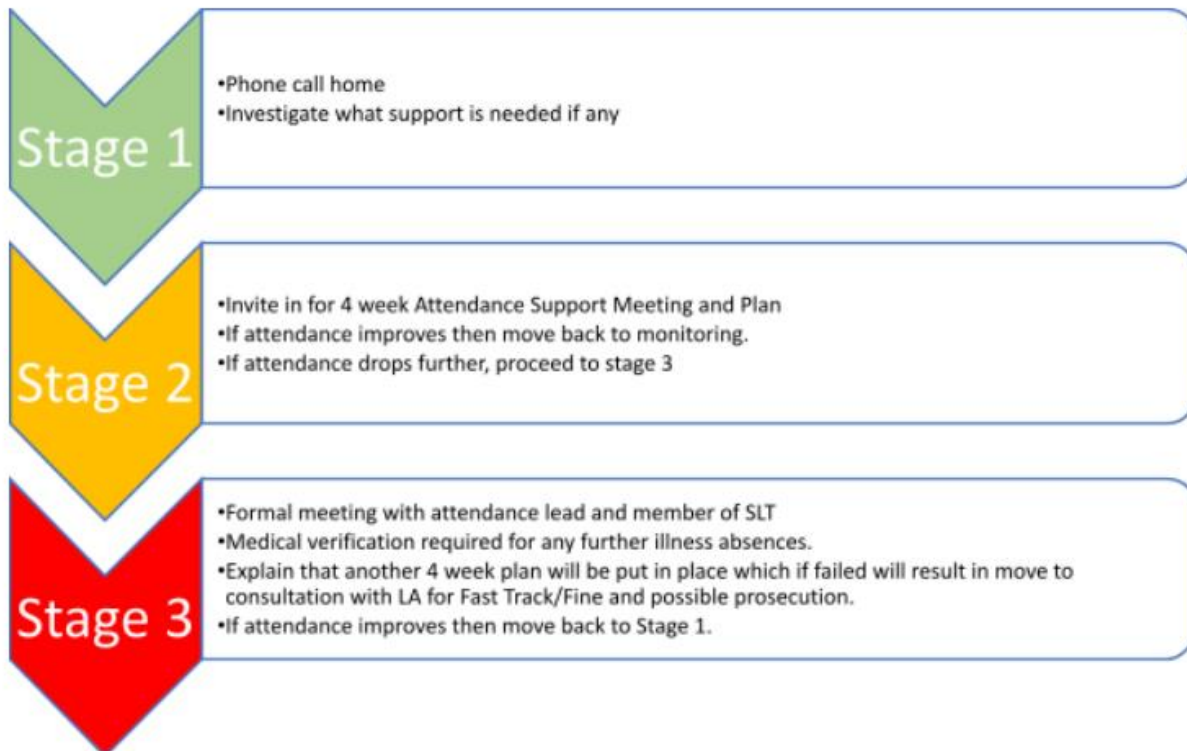 Stage 1
•Phone call home
•Investigate what support is needed if any
Stage 2
•Invite in for 4 week Attendance Support Meeting and Plan
•If attendance improves then move back to monitoring.
•If attendance drops further, proceed to stage 3
Stage 3
•Formal meeting with attendance lead and member of SLT
•Medical verification required for any further illness absences.
•Explain that another 4 week plan will be put in place which if failed will result in move to
consultation with LA for Fast Track/Fine and possible prosecution.
•If attendance improves then move back to Stage 1.